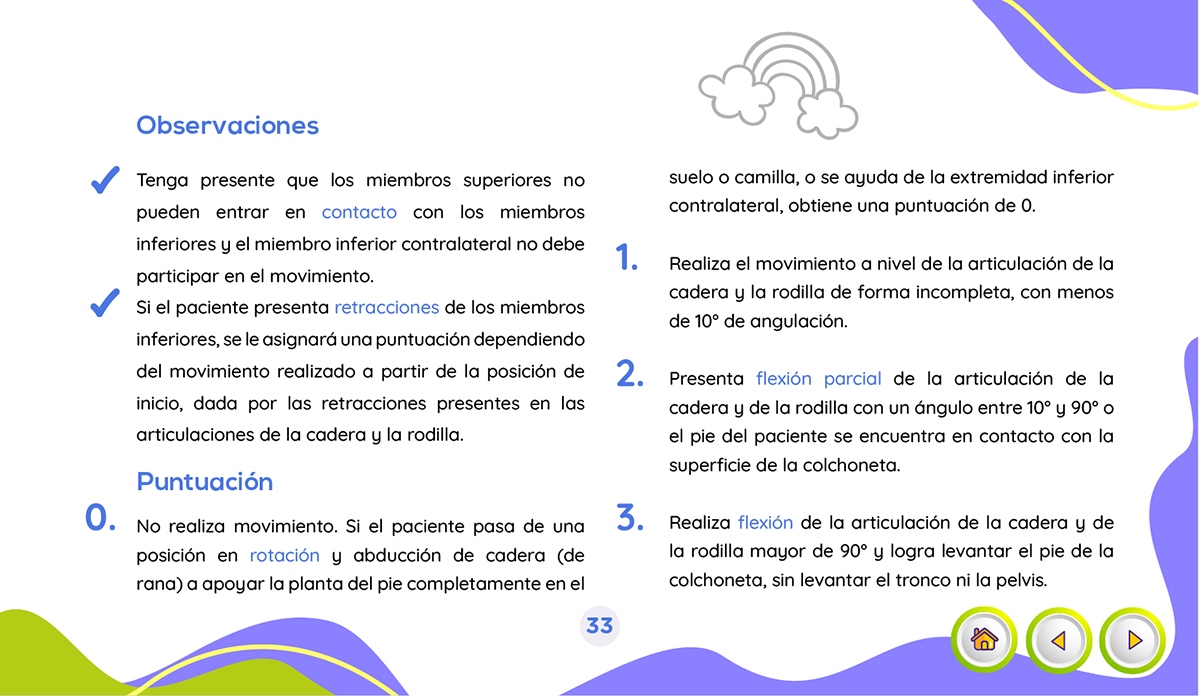 Observaciones
Tenga presente que los miembros superiores no
pueden entrar en contacto con los miembros
inferiores y el miembro inferior contralateral no debe
participar en el movimiento.
Si el paciente presenta retracciones de los miembros
inferiores, se le asignará una puntuación dependiendo
del movimiento realizado a partir de la posición de
inicio, dada por las retracciones presentes en las
articulaciones de la cadera y la rodilla.
Puntuación
0. No realiza movimiento. Si el paciente pasa de una
posición en rotación y abducción de cadera (de
rana) a apoyar la planta del pie completamente en el
suelo o camilla, o se ayuda de la extremidad inferior
contralateral, obtiene una puntuación de 0.
1. Realiza el movimiento a nivel de la articulación de la
cadera y la rodilla de forma incompleta, con menos
de 10° de angulación.
2. Presenta flexión parcial de la articulación de la
cadera y de la rodilla con un ángulo entre 10° y 90° o
el pie del paciente se encuentra en contacto con la
superficie de la colchoneta.
3. Realiza flexión de la articulación de la cadera y de
la rodilla mayor de 90° y logra levantar el pie de la
colchoneta, sin levantar el tronco ni la pelvis.
33